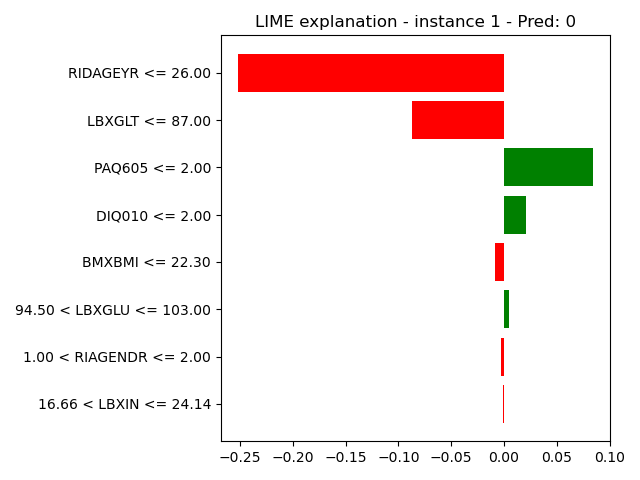 LIME explanation - instance 1 - Pred: 0
RIDAGEYR <= 26.00
LBXGLT <= 87.00
PAQ605 <= 2.00
DIQ010 <= 2.00
BMXBMI <= 22.30
94.50 < LBXGLU <= 103.00
1.00 < RIAGENDR <= 2.00
16.66 < LBXIN <= 24.14
−0.25 −0.20 −0.15 −0.10 −0.05 0.00 0.05 0.10